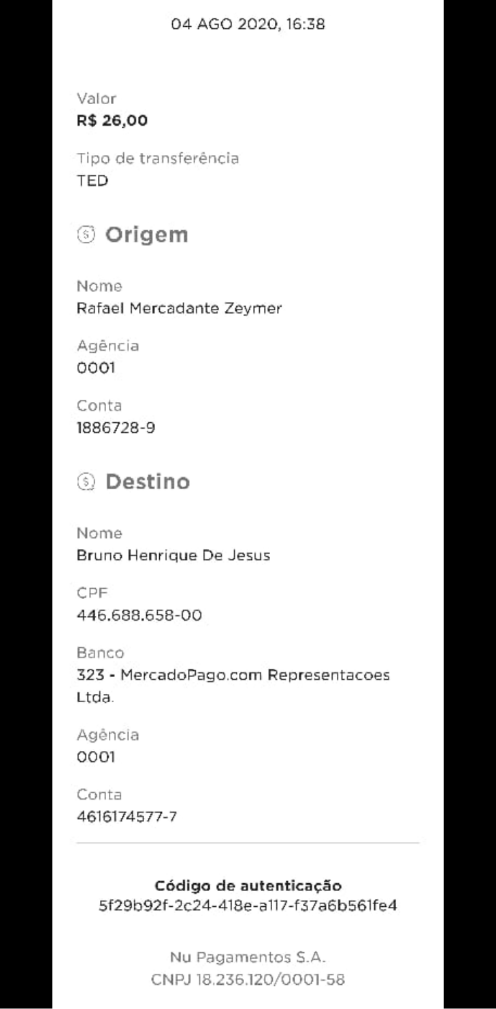 04 AGO 2020, 16:38
Valor
R$ 26,00
Tipo de transferência
TED
Origem
Nome
Rafael Mercadante Zeymer
Agência
0001
Conta
1886728-9
Destino
Nome
Bruno Henrique De Jesus
CPF
446.688.658-00
Banco
323 - MercadoPago.com Representacoes
Ltda.
Agência
0001
Conta
4616174577-7
Código de autenticação
5f29b92f-2c24-418e-a117-f37a6b561fe4
Nu Pagamentos S.A.
CNPJ 18.236.120/0001-58